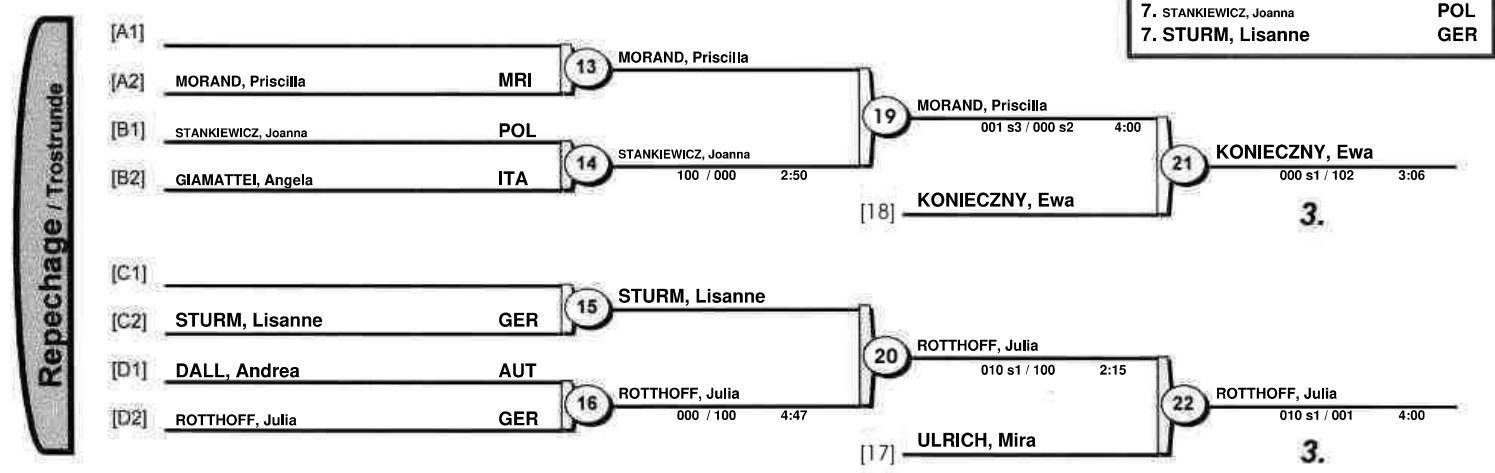 7. STANKIEWICZ, Joanna POL
7. STURM, Lisanne GER
Repechage / Trostrunde
[A1]
[A2] MORAND, Priscilla MRI
13 MORAND, Priscilla
[B1] STANKIEWICZ, Joanna POL
[B2] GIAMATTEI, Angela ITA
14 STANKIEWICZ, Joanna
100 / 000 2:50
19 MORAND, Priscilla
001 s3 / 000 s2 4:00
[18] KONIECZNY, Ewa
21 KONIECZNY, Ewa
000 s1 / 102 3:06
3.
[C1]
[C2] STURM, Lisanne GER
15 STURM, Lisanne
[D1] DALL, Andrea AUT
[D2] ROTTHOFF, Julia GER
16 ROTTHOFF, Julia
000 / 100 4:47
20 ROTTHOFF, Julia
010 s1 / 100 2:15
[17] ULRICH, Mira
22 ROTTHOFF, Julia
010 s1 / 001 4:00
3.